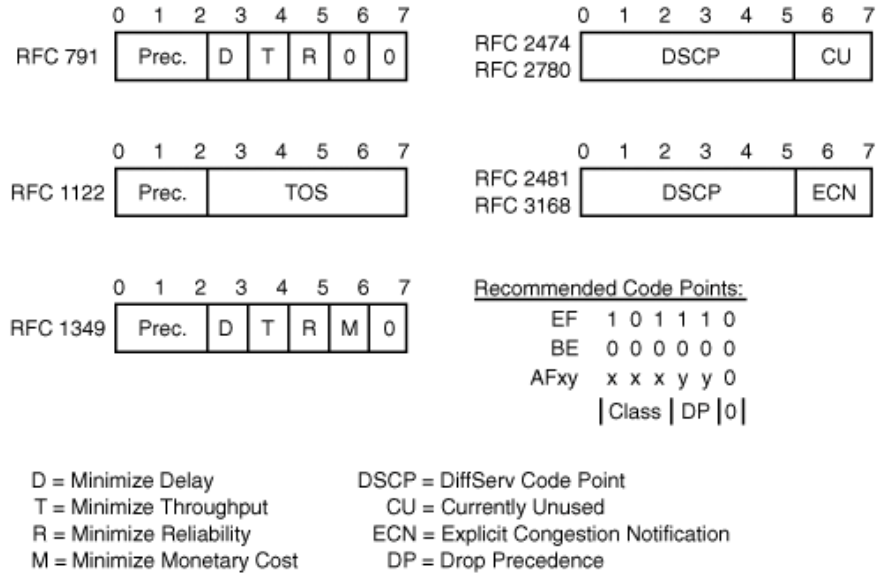 0 1 2 3 4 5 6 7
RFC 791 Prec. D T R 0 0
0 1 2 3 4 5 6 7
RFC 1122 Prec. TOS
0 1 2 3 4 5 6 7
RFC 1349 Prec. D T R M 0
0 1 2 3 4 5 6 7
RFC 2474
RFC 2780
DSCP CU
0 1 2 3 4 5 6 7
RFC 2481
RFC 3168
DSCP ECN
Recommended Code Points:
EF 1 0 1 1 1 0
BE 0 0 0 0 0 0
AFxy x x x y y 0
|Class | DP |0|
D = Minimize Delay
T = Minimize Throughput
R = Minimize Reliability
M = Minimize Monetary Cost
DSCP = DiffServ Code Point
CU = Currently Unused
ECN = Explicit Congestion Notification
DP = Drop Precedence